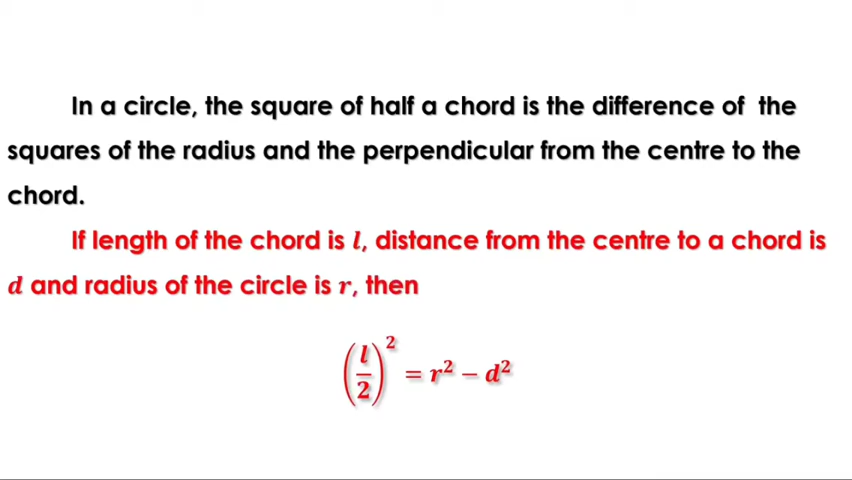 In a circle, the square of half a chord is the difference of the
squares of the radius and the perpendicular from the centre to the
chord.
If length of the chord is l, distance from the centre to a chord is
d and radius of the circle is r, then
(l/2)² = r² − d²